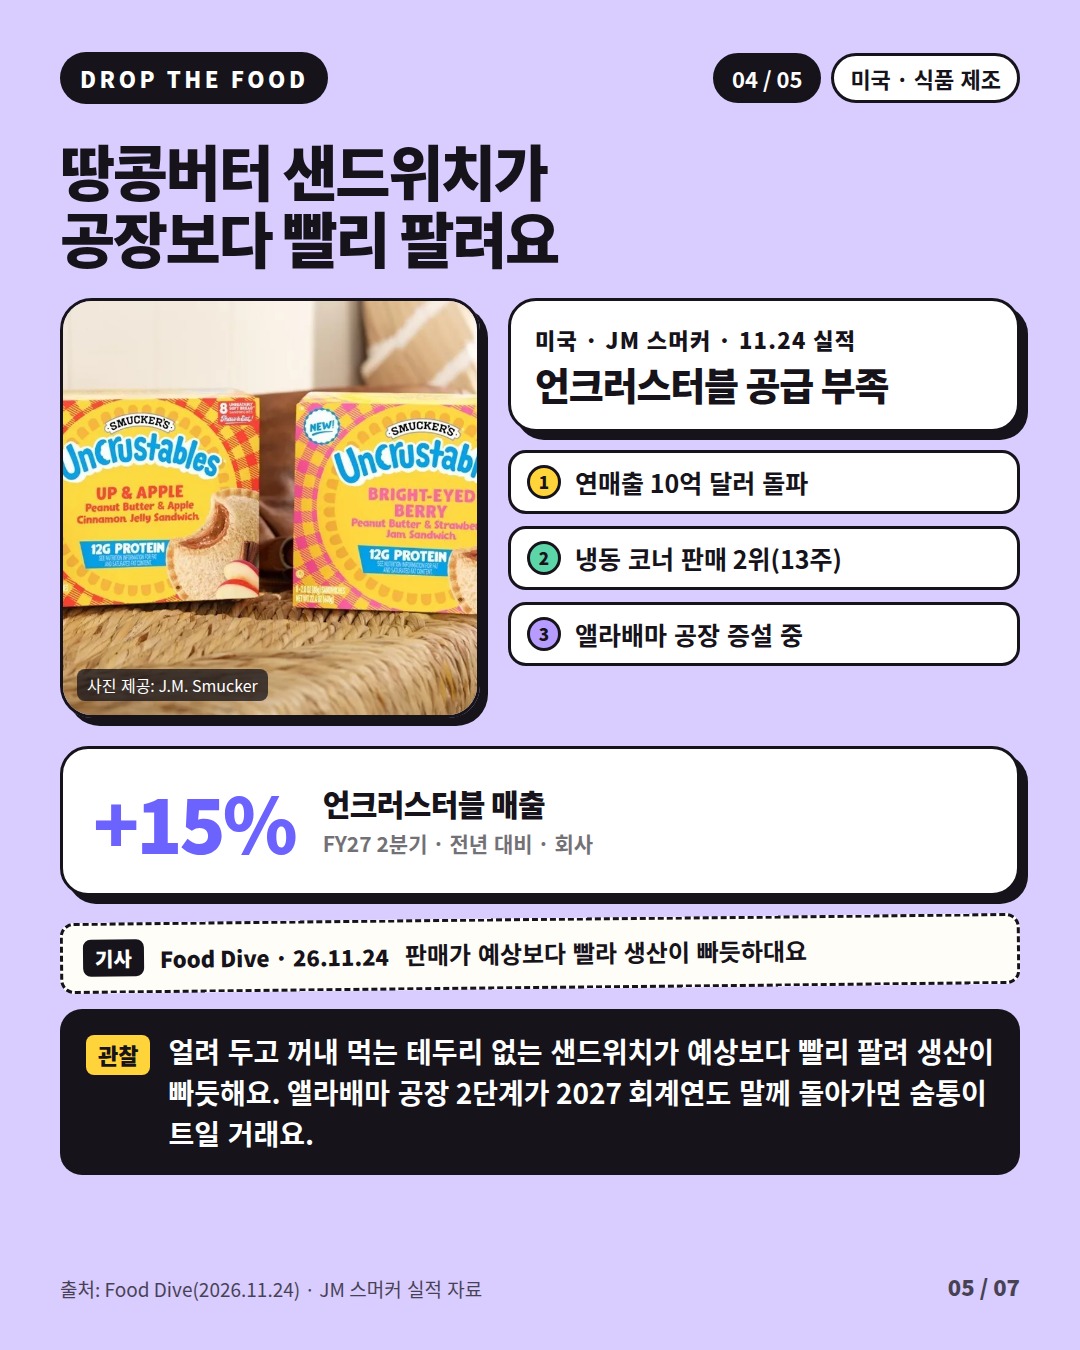 DROP THE FOOD
04 / 05
미국 · 식품 제조
땅콩버터 샌드위치가
공장보다 빨리 팔려요
SMUCKER'S
Uncrustables
UP & APPLE
Peanut Butter & Apple
Cinnamon Jelly Sandwich
12G PROTEIN
8
NEW!
SMUCKER'S
Uncrustabl
BRIGHT-EYED
BERRY
Peanut Butter & Strawber
Jam Sandwich
12G PROTEIN
사진 제공: J.M. Smucker
미국 · JM 스머커 · 11.24 실적
언크러스터블 공급 부족
1 연매출 10억 달러 돌파
2 냉동 코너 판매 2위(13주)
3 앨라배마 공장 증설 중
+15%
언크러스터블 매출
FY27 2분기 · 전년 대비 · 회사
기사 Food Dive · 26.11.24 판매가 예상보다 빨라 생산이 빠듯하대요
관찰 얼려 두고 꺼내 먹는 테두리 없는 샌드위치가 예상보다 빨리 팔려 생산이
빠듯해요. 앨라배마 공장 2단계가 2027 회계연도 말께 돌아가면 숨통이
트일 거래요.
출처: Food Dive(2026.11.24) · JM 스머커 실적 자료
05 / 07